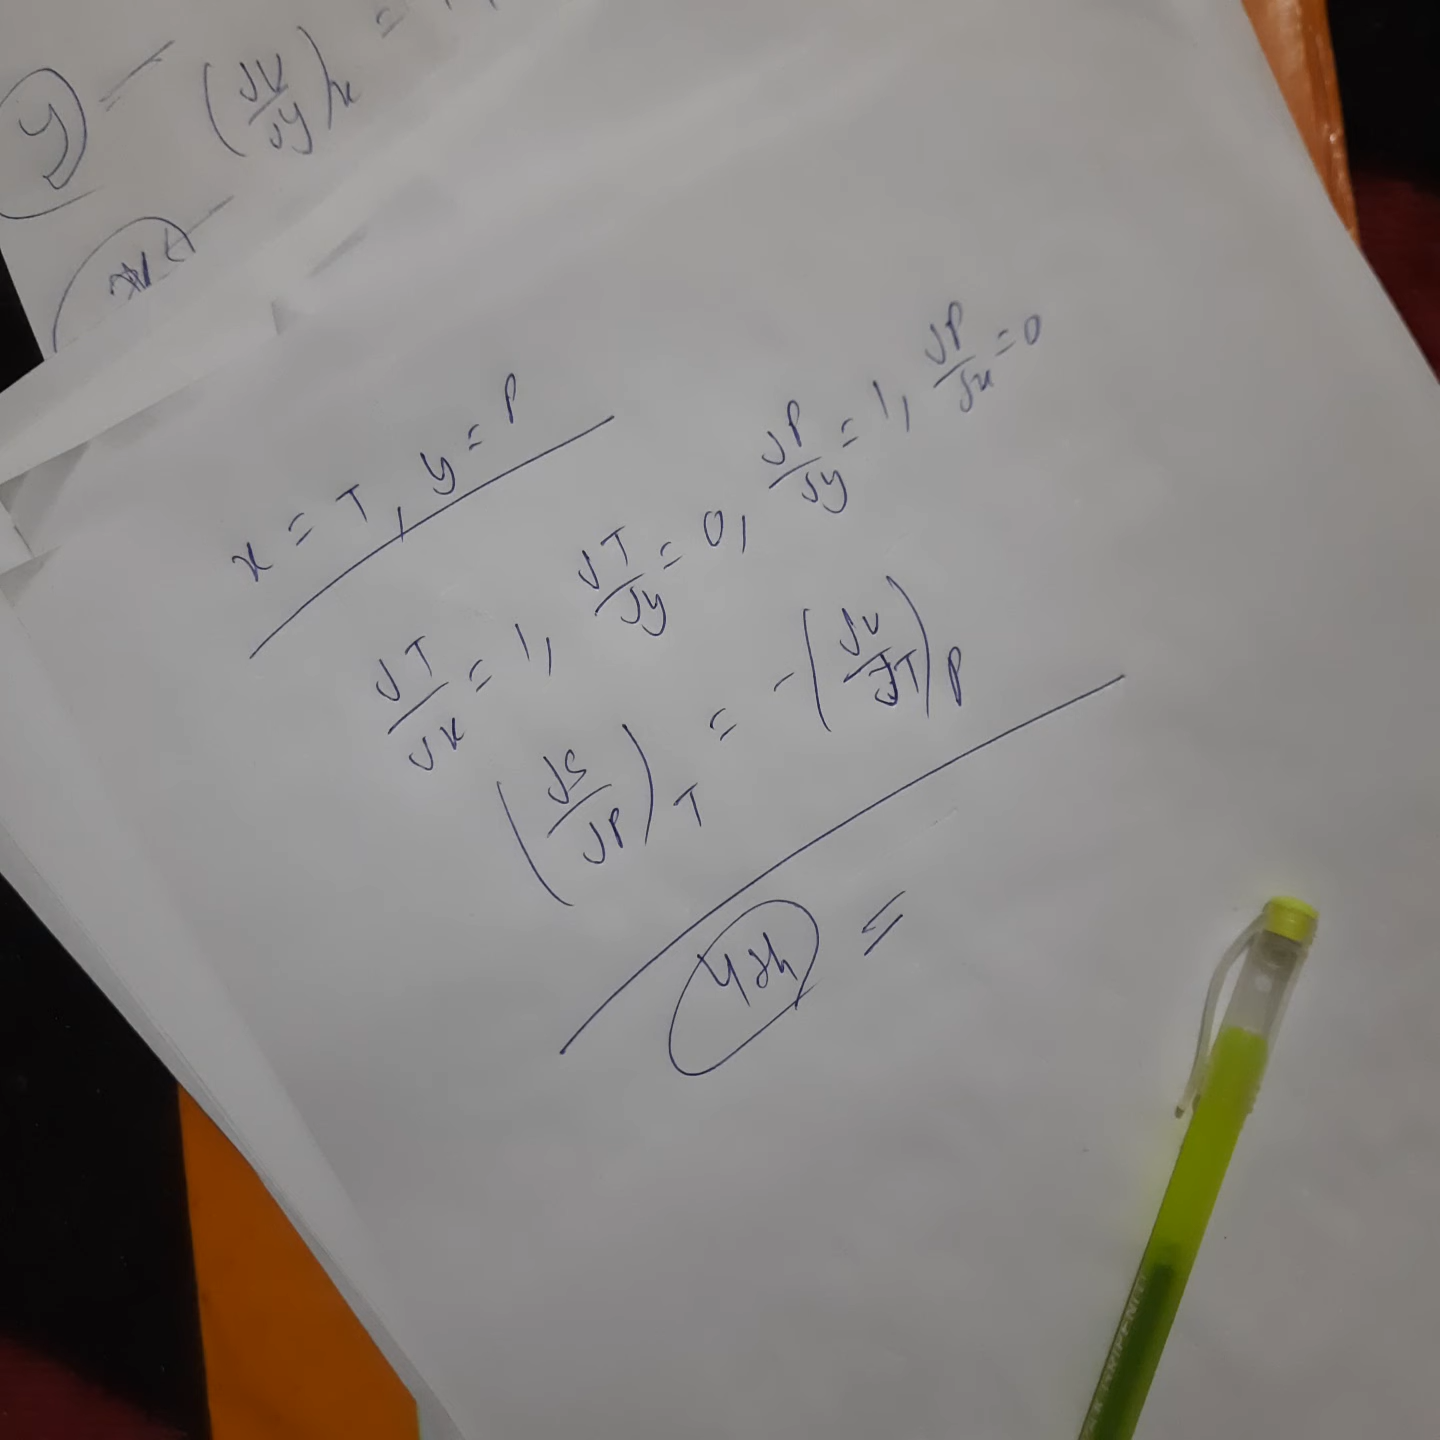 y) = (∂V/∂y)x =
x = T, y = P
∂T/∂x = 1, ∂T/∂y = 0, ∂P/∂y = 1, ∂P/∂x = 0
(∂S/∂P)T = -(∂V/∂T)P
=